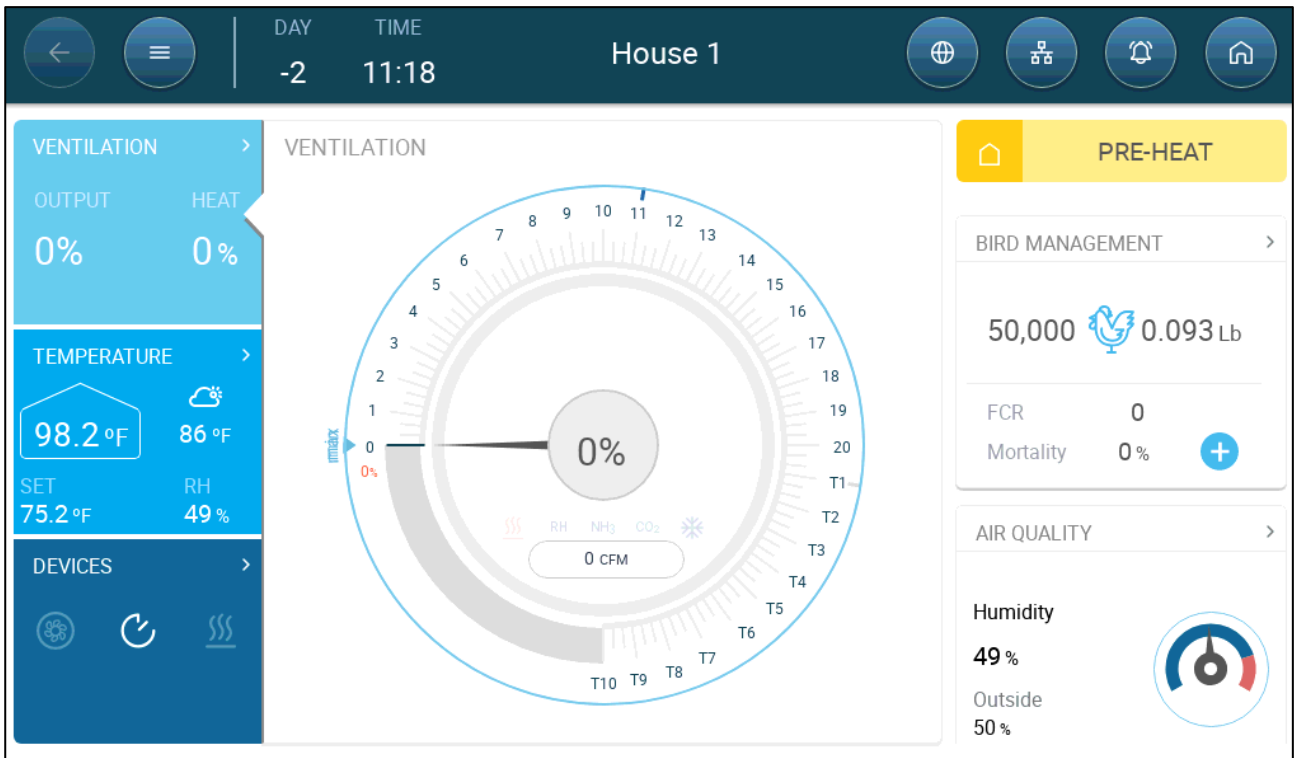 DAY TIME
-2 11:18
House 1
VENTILATION
OUTPUT HEAT
0% 0 %
TEMPERATURE
98.2 °F 86 °F
SET RH
75.2 °F 49 %
DEVICES
VENTILATION
0
1
2
3
4
5
6
7
8
9
10
11
12
13
14
15
16
17
18
19
20
T1
T2
T3
T4
T5
T6
T7
T8
T9
T10
0%
0%
RH NH3 CO2
0 CFM
PRE-HEAT
BIRD MANAGEMENT
50,000 0.093 Lb
FCR 0
Mortality 0 %
AIR QUALITY
Humidity
49 %
Outside
50 %